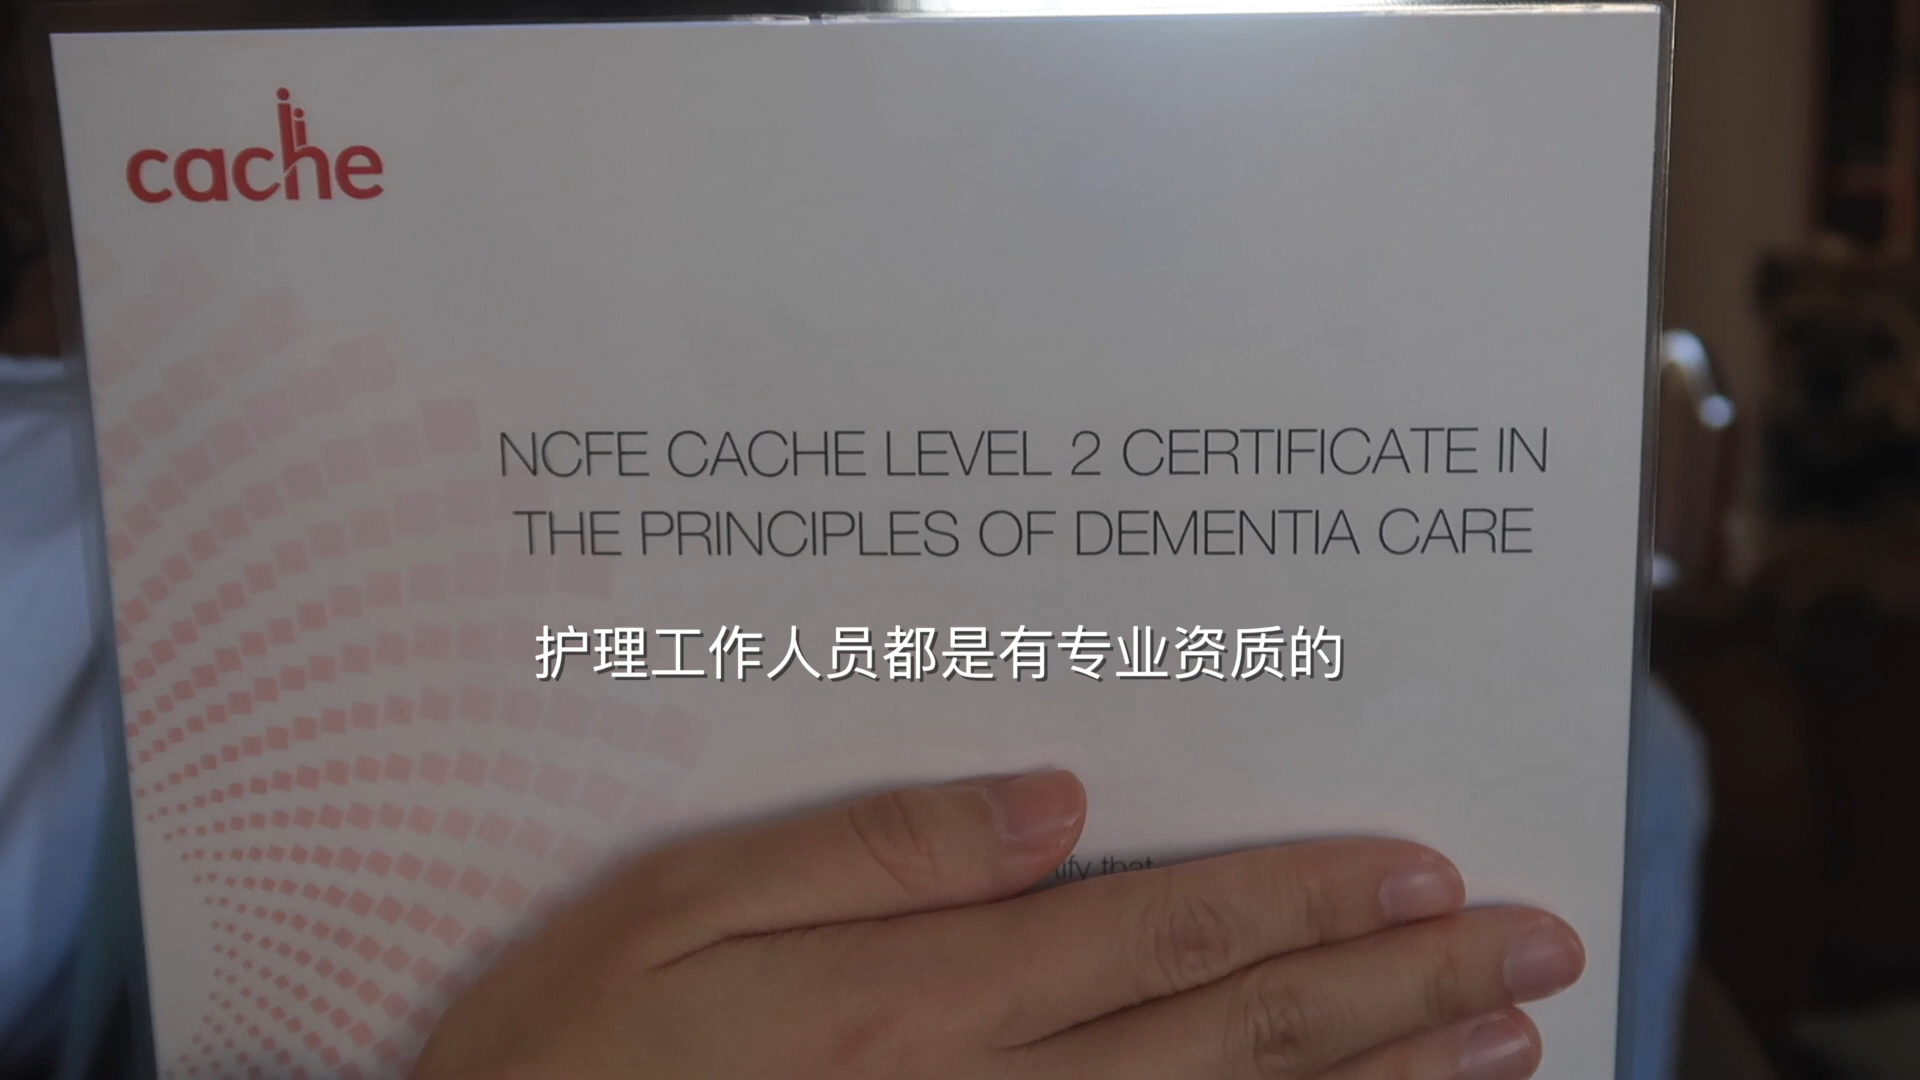 cache
NCFE CACHE LEVEL 2 CERTIFICATE IN
THE PRINCIPLES OF DEMENTIA CARE
护理工作人员都是有专业资质的
that